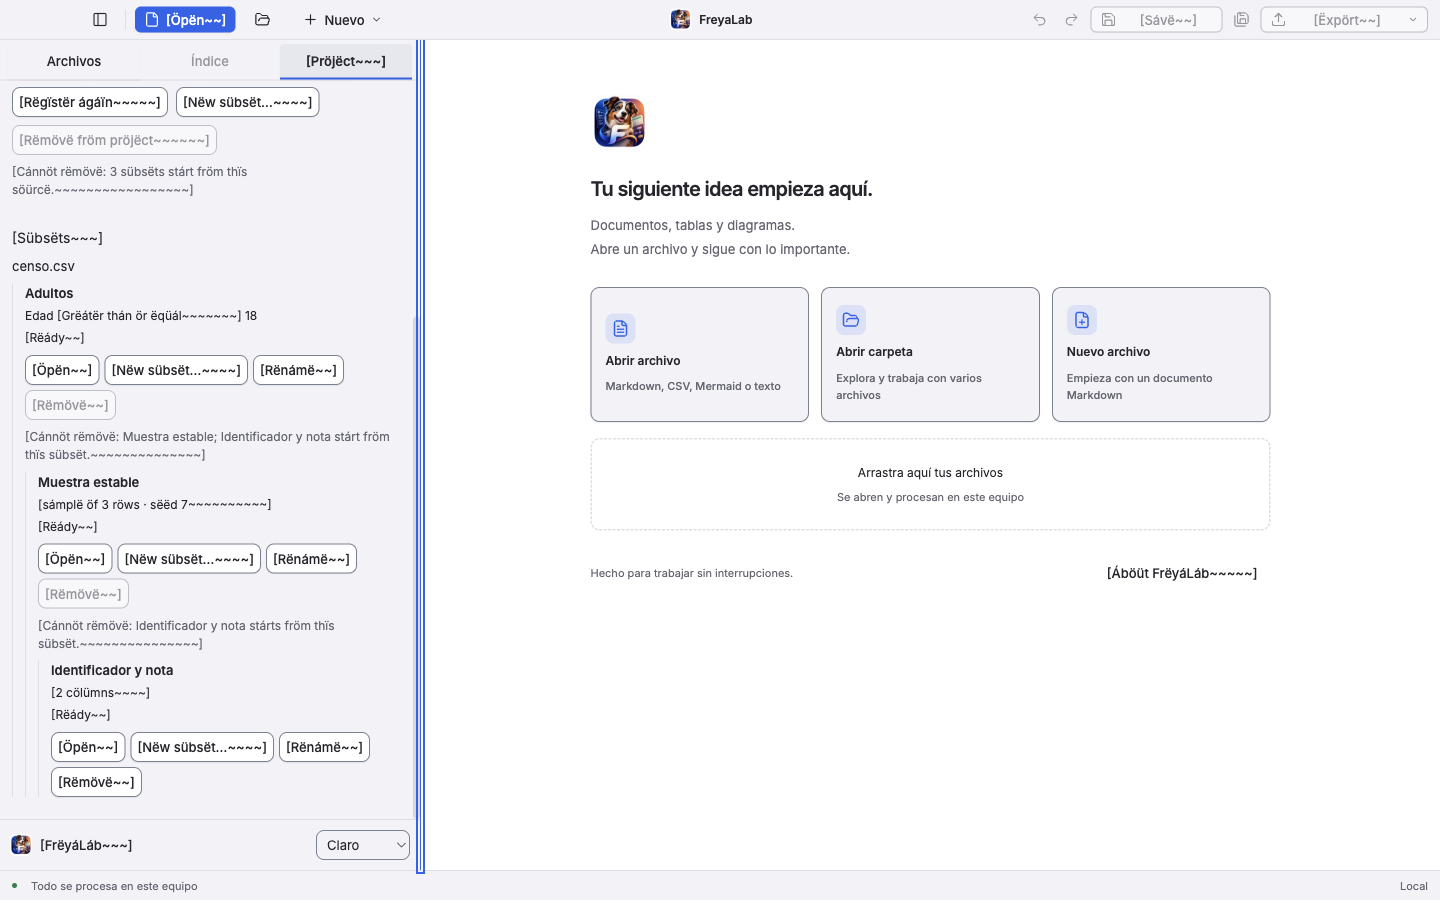 [Öpën~~]
Nuevo
FreyaLab
[Sávë~~]
[Ëxpört~~]
Archivos
Índice
[Pröjëct~~~]
[Rëgïstër ágáïn~~~~~]
[Nëw sübsët...~~~~]
[Rëmövë fröm pröjëct~~~~~~]
[Cánnöt rëmövë: 3 sübsëts stárt fröm thïs
söürcë.~~~~~~~~~~~~~~~~~]
[Sübsëts~~~]
censo.csv
Adultos
Edad [Grëátër thán ör ëqüál~~~~~~~] 18
[Rëády~~]
[Öpën~~]
[Nëw sübsët...~~~~]
[Rënámë~~]
[Rëmövë~~]
[Cánnöt rëmövë: Muestra estable; Identificador y nota stárt fröm
thïs sübsët.~~~~~~~~~~~~~~]
Muestra estable
[sámplë öf 3 röws · sëëd 7~~~~~~~~~~]
[Rëády~~]
[Öpën~~]
[Nëw sübsët...~~~~]
[Rënámë~~]
[Rëmövë~~]
[Cánnöt rëmövë: Identificador y nota stárts fröm thïs
sübsët.~~~~~~~~~~~~~~~]
Identificador y nota
[2 cölümns~~~~]
[Rëády~~]
[Öpën~~]
[Nëw sübsët...~~~~]
[Rënámë~~]
[Rëmövë~~]
[FrëyáLáb~~~]
Claro
Tu siguiente idea empieza aquí.
Documentos, tablas y diagramas.
Abre un archivo y sigue con lo importante.
Abrir archivo
Markdown, CSV, Mermaid o texto
Abrir carpeta
Explora y trabaja con varios
archivos
Nuevo archivo
Empieza con un documento
Markdown
Arrastra aquí tus archivos
Se abren y procesan en este equipo
Hecho para trabajar sin interrupciones.
[Áböüt FrëyáLáb~~~~~]
Todo se procesa en este equipo
Local